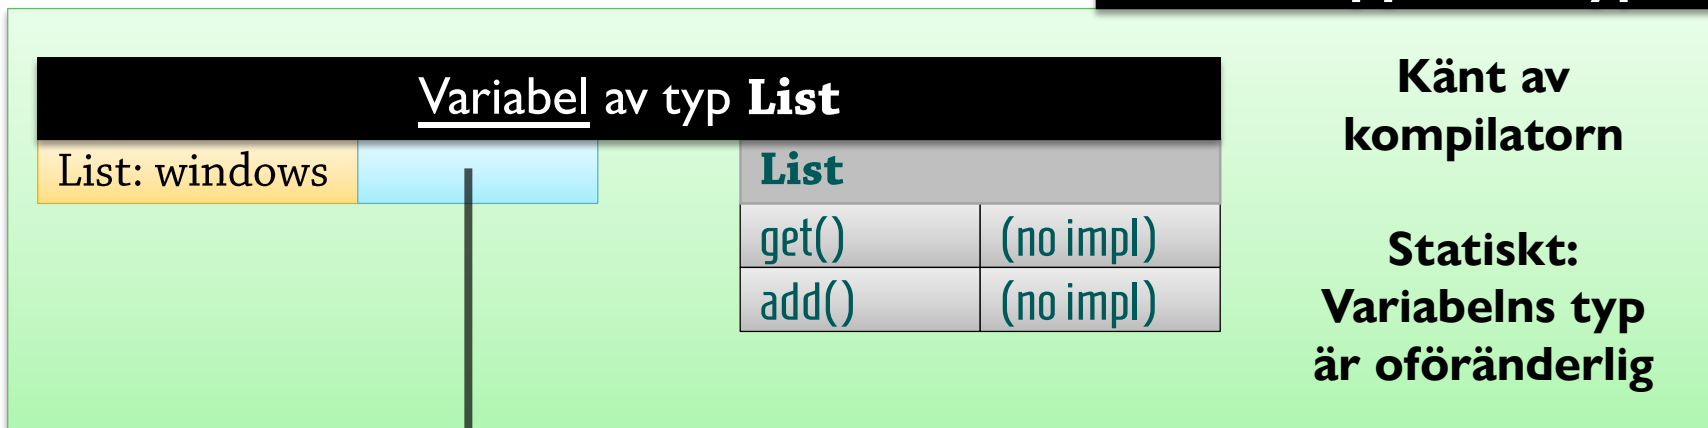 Variabel av typ List
List: windows
List
get() (no impl)
add() (no impl)
Känt av
kompilatorn
Statiskt:
Variabelns typ
är oföränderlig